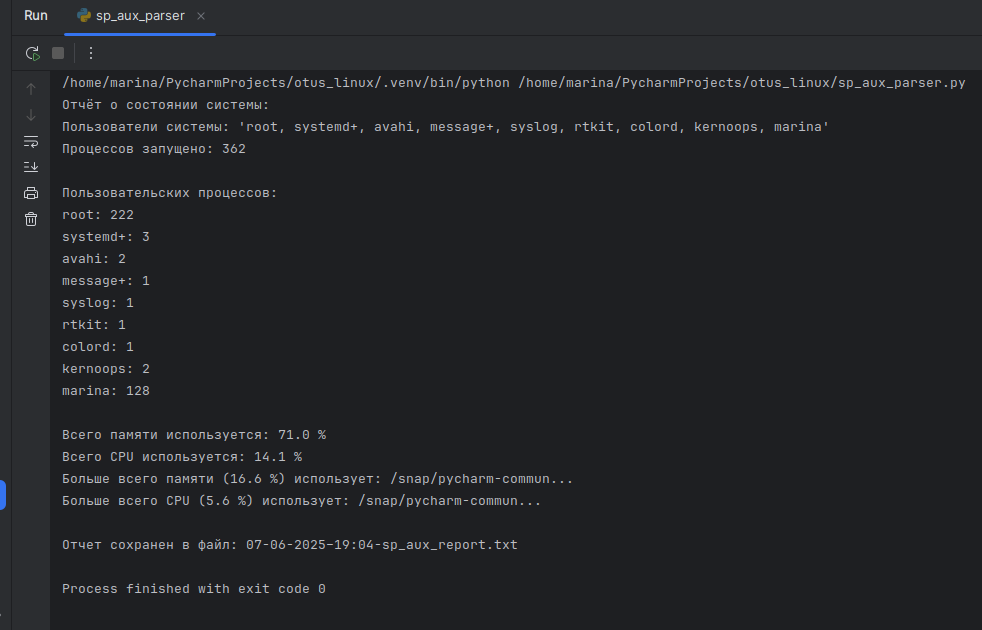 Run
sp_aux_parser
/home/marina/PycharmProjects/otus_linux/.venv/bin/python /home/marina/PycharmProjects/otus_linux/sp_aux_parser.py
Отчёт о состоянии системы:
Пользователи системы: 'root, systemd+, avahi, message+, syslog, rtkit, colord, kernoops, marina'
Процессов запущено: 362
Пользовательских процессов:
root: 222
systemd+: 3
avahi: 2
message+: 1
syslog: 1
rtkit: 1
colord: 1
kernoops: 2
marina: 128
Всего памяти используется: 71.0 %
Всего CPU используется: 14.1 %
Больше всего памяти (16.6 %) использует: /snap/pycharm-commun...
Больше всего CPU (5.6 %) использует: /snap/pycharm-commun...
Отчет сохранен в файл: 07-06-2025-19:04-sp_aux_report.txt
Process finished with exit code 0